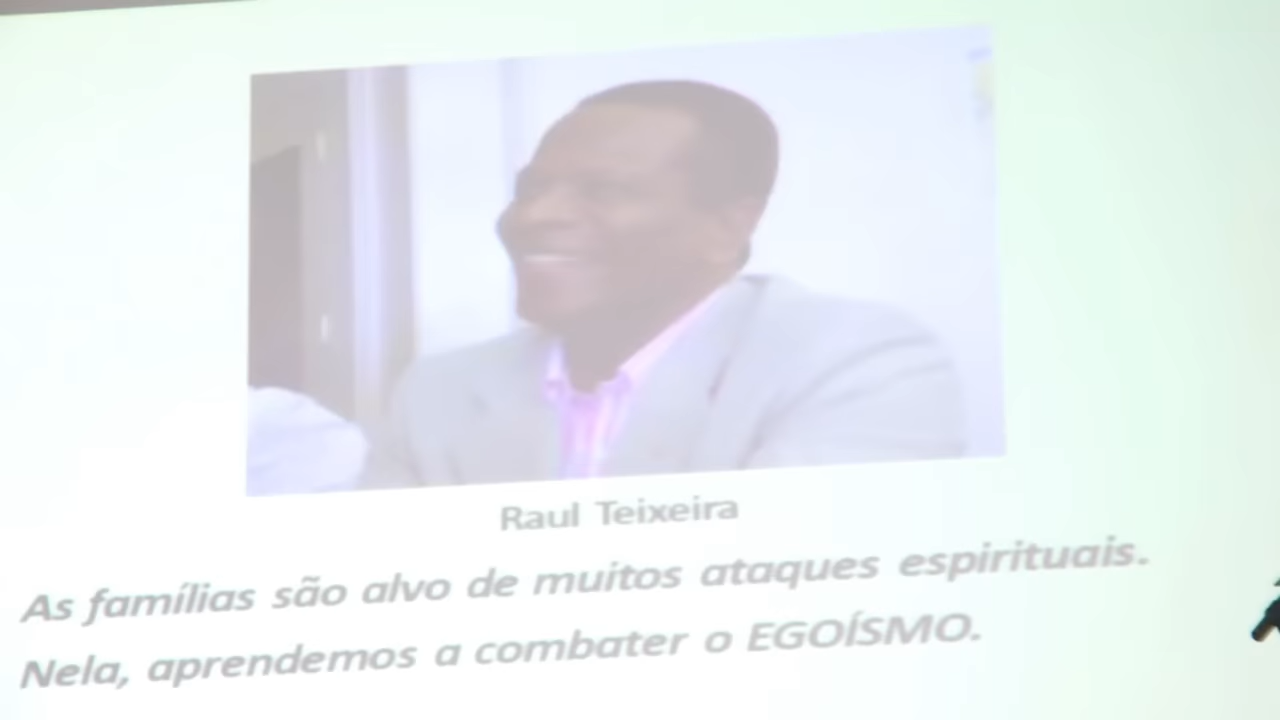 Raul Teixeira
As famílias são alvo de muitos ataques espirituais.
Nela, aprendemos a combater o EGOÍSMO.